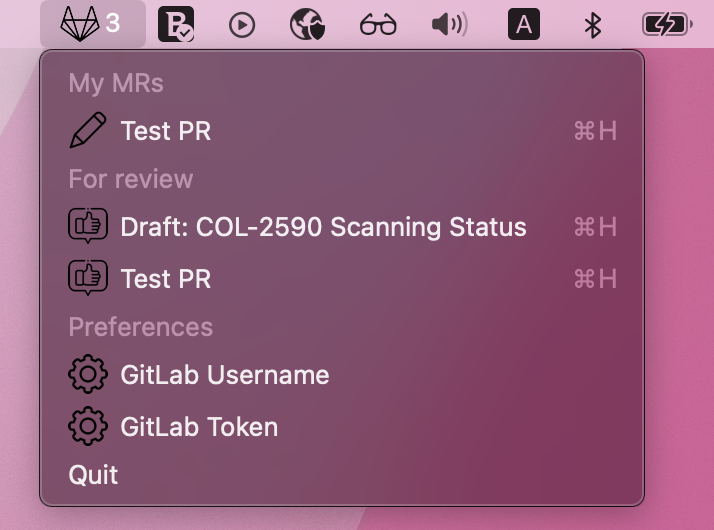 3
B
A
My MRs
Test PR ⌘H
For review
Draft: COL-2590 Scanning Status ⌘H
Test PR ⌘H
Preferences
GitLab Username
GitLab Token
Quit